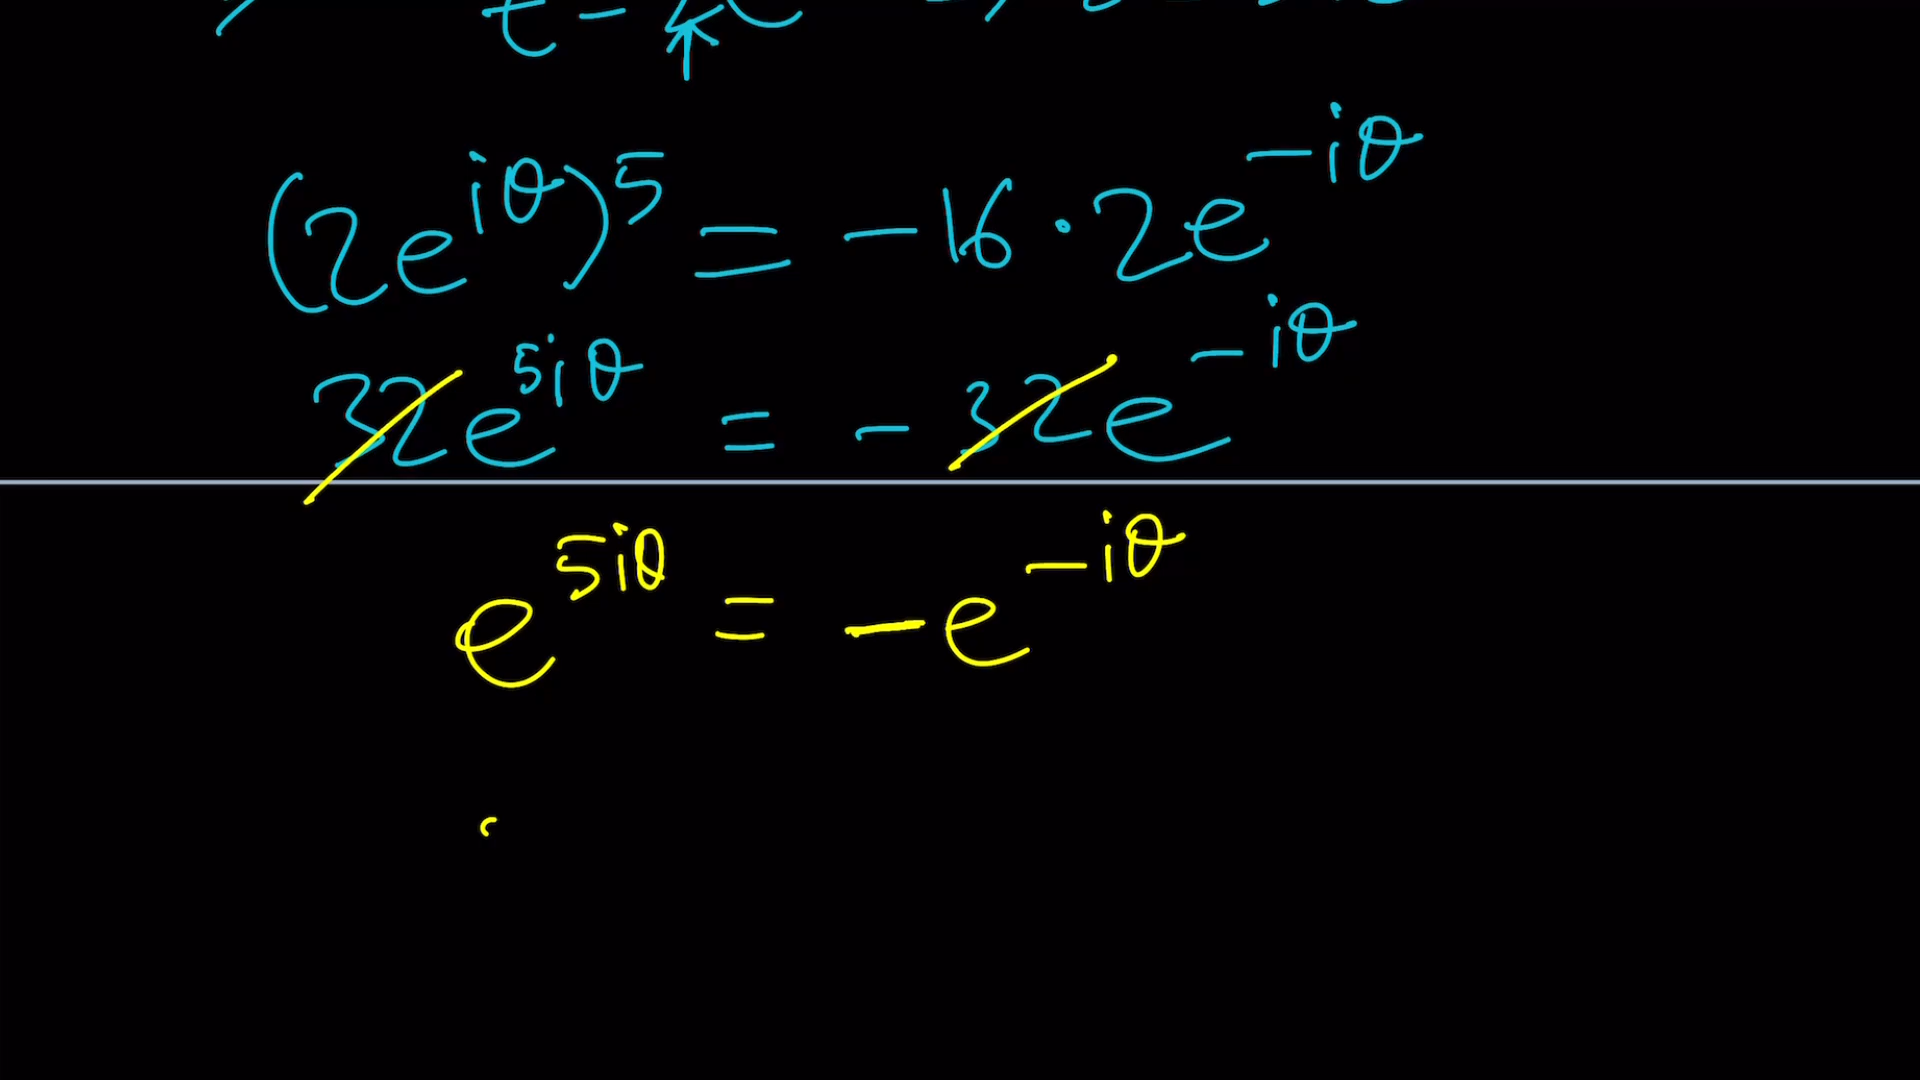 (2e^{iθ})^5 = -16·2e^{-iθ}
32e^{5iθ} = -32e^{-iθ}
e^{5iθ} = -e^{-iθ}